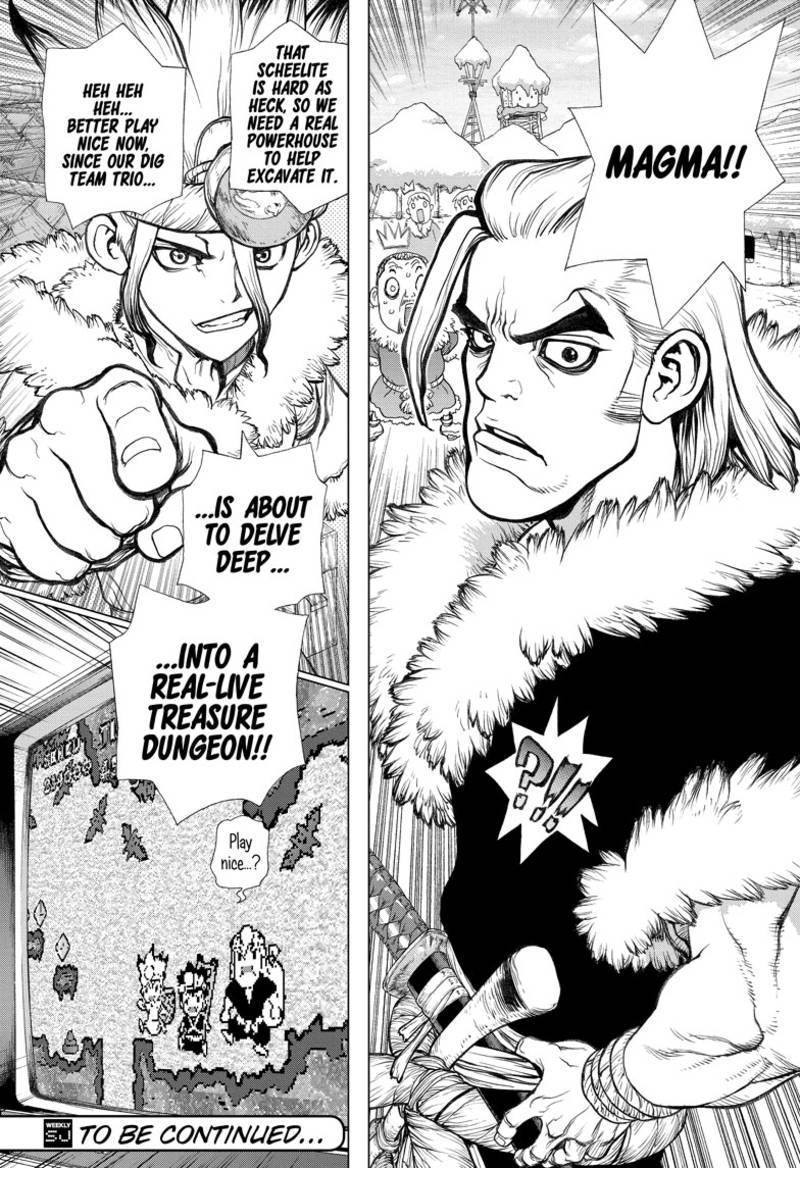 MAGMA!!
?!!
THAT
SCHEELITE
IS HARD AS
HECK, SO WE
NEED A REAL
POWERHOUSE
TO HELP
EXCAVATE IT.
HEH HEH
HEH...
BETTER PLAY
NICE NOW,
SINCE OUR DIG
TEAM TRIO...
...IS ABOUT
TO DELVE
DEEP...
...INTO A
REAL-LIVE
TREASURE
DUNGEON!!
Play
nice...?
WEEKLY
SJ
TO BE CONTINUED...